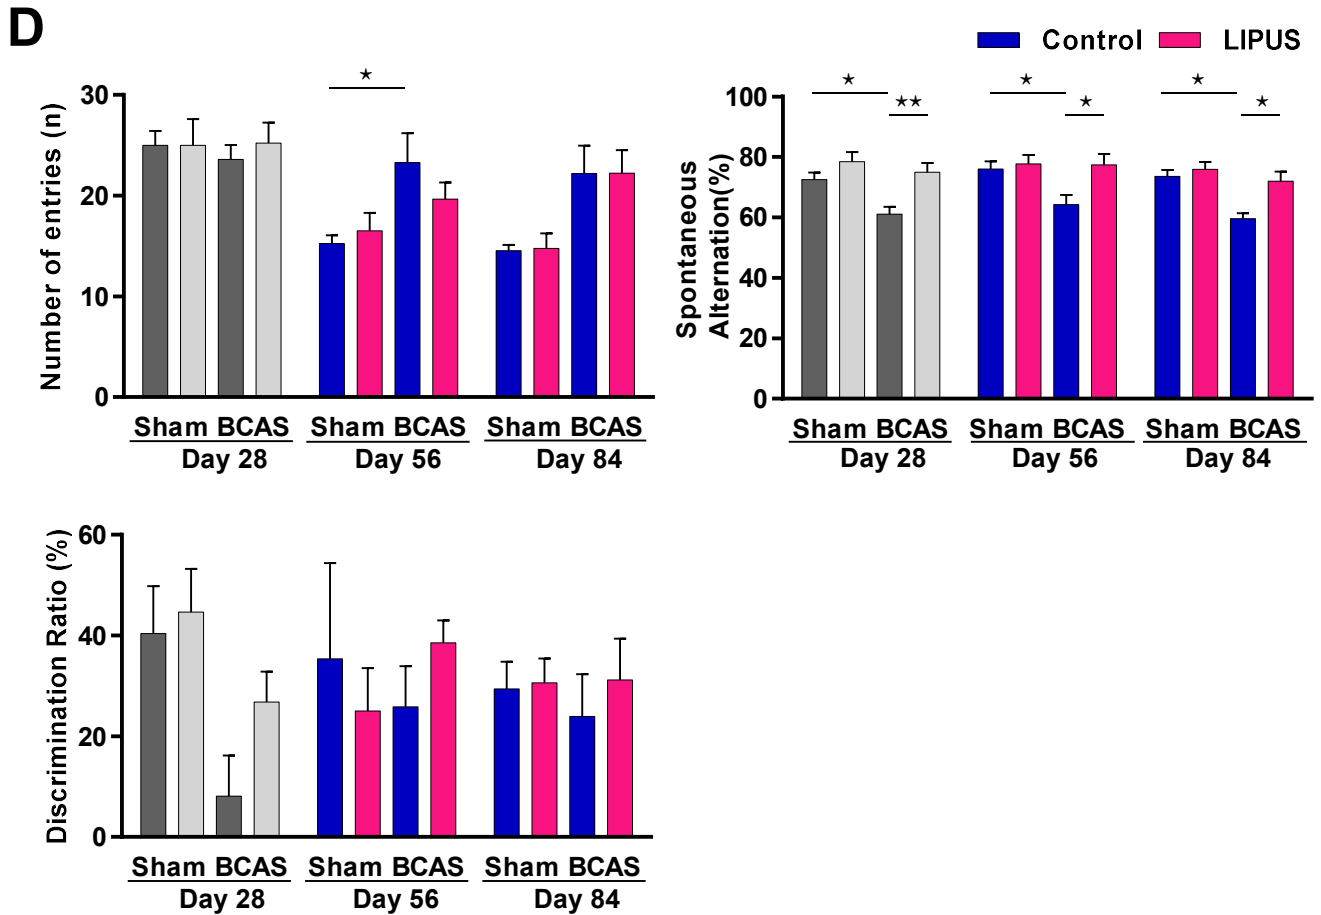 D
Control LIPUS
Number of entries (n)
30
20
10
0
★
Sham BCAS Sham BCAS Sham BCAS
Day 28 Day 56 Day 84
Spontaneous
Alternation(%)
100
80
60
40
20
0
★ ★ ★
★★ ★ ★
Sham BCAS Sham BCAS Sham BCAS
Day 28 Day 56 Day 84
Discrimination Ratio (%)
60
40
20
0
Sham BCAS Sham BCAS Sham BCAS
Day 28 Day 56 Day 84